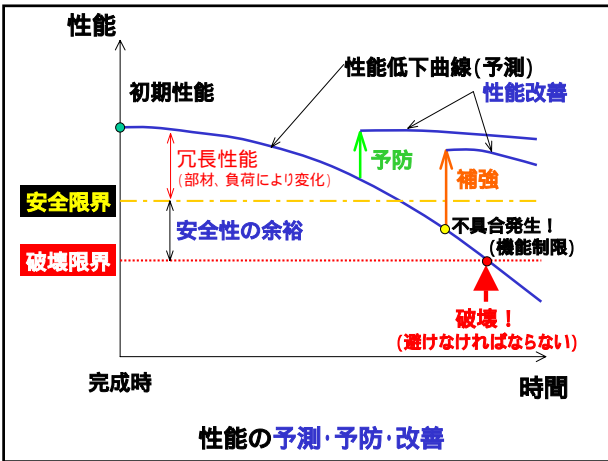 性能
性能低下曲線(予測)
初期性能
性能改善
冗長性能
(部材、負荷により変化)
予防
補強
安全限界
安全性の余裕
不具合発生！
(機能制限)
破壊限界
破壊！
(避けなければならない)
完成時
時間
性能の予測･予防･改善